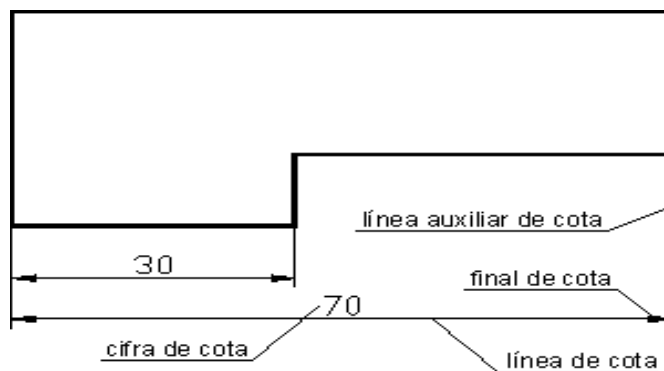 línea auxiliar de cota
30
final de cota
70
cifra de cota
línea de cota